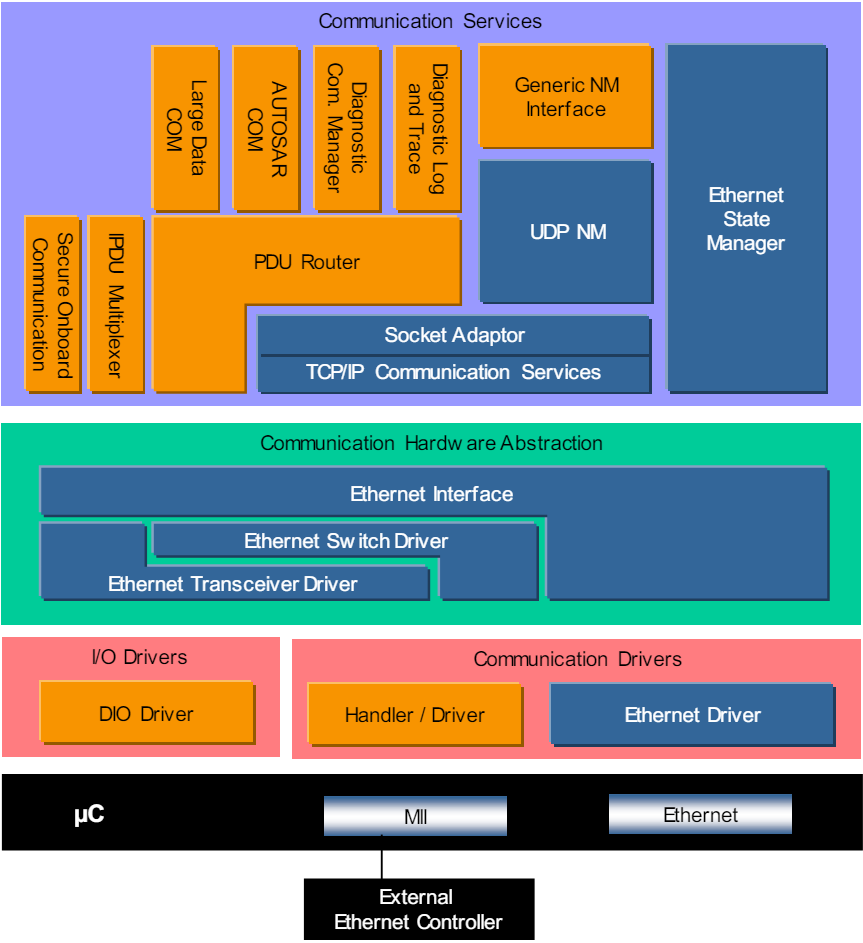 Communication Services
Large Data
COM
AUTOSAR
COM
Diagnostic
Com. Manager
Diagnostic Log
and Trace
Generic NM
Interface
Ethernet
State
Manager
UDP NM
Secure Onboard
Communication
IPDU Multiplexer
PDU Router
Socket Adaptor
TCP/IP Communication Services
Communication Hardware Abstraction
Ethernet Interface
Ethernet Switch Driver
Ethernet Transceiver Driver
I/O Drivers
Communication Drivers
DIO Driver
Handler / Driver
Ethernet Driver
µC
MII
Ethernet
External
Ethernet Controller